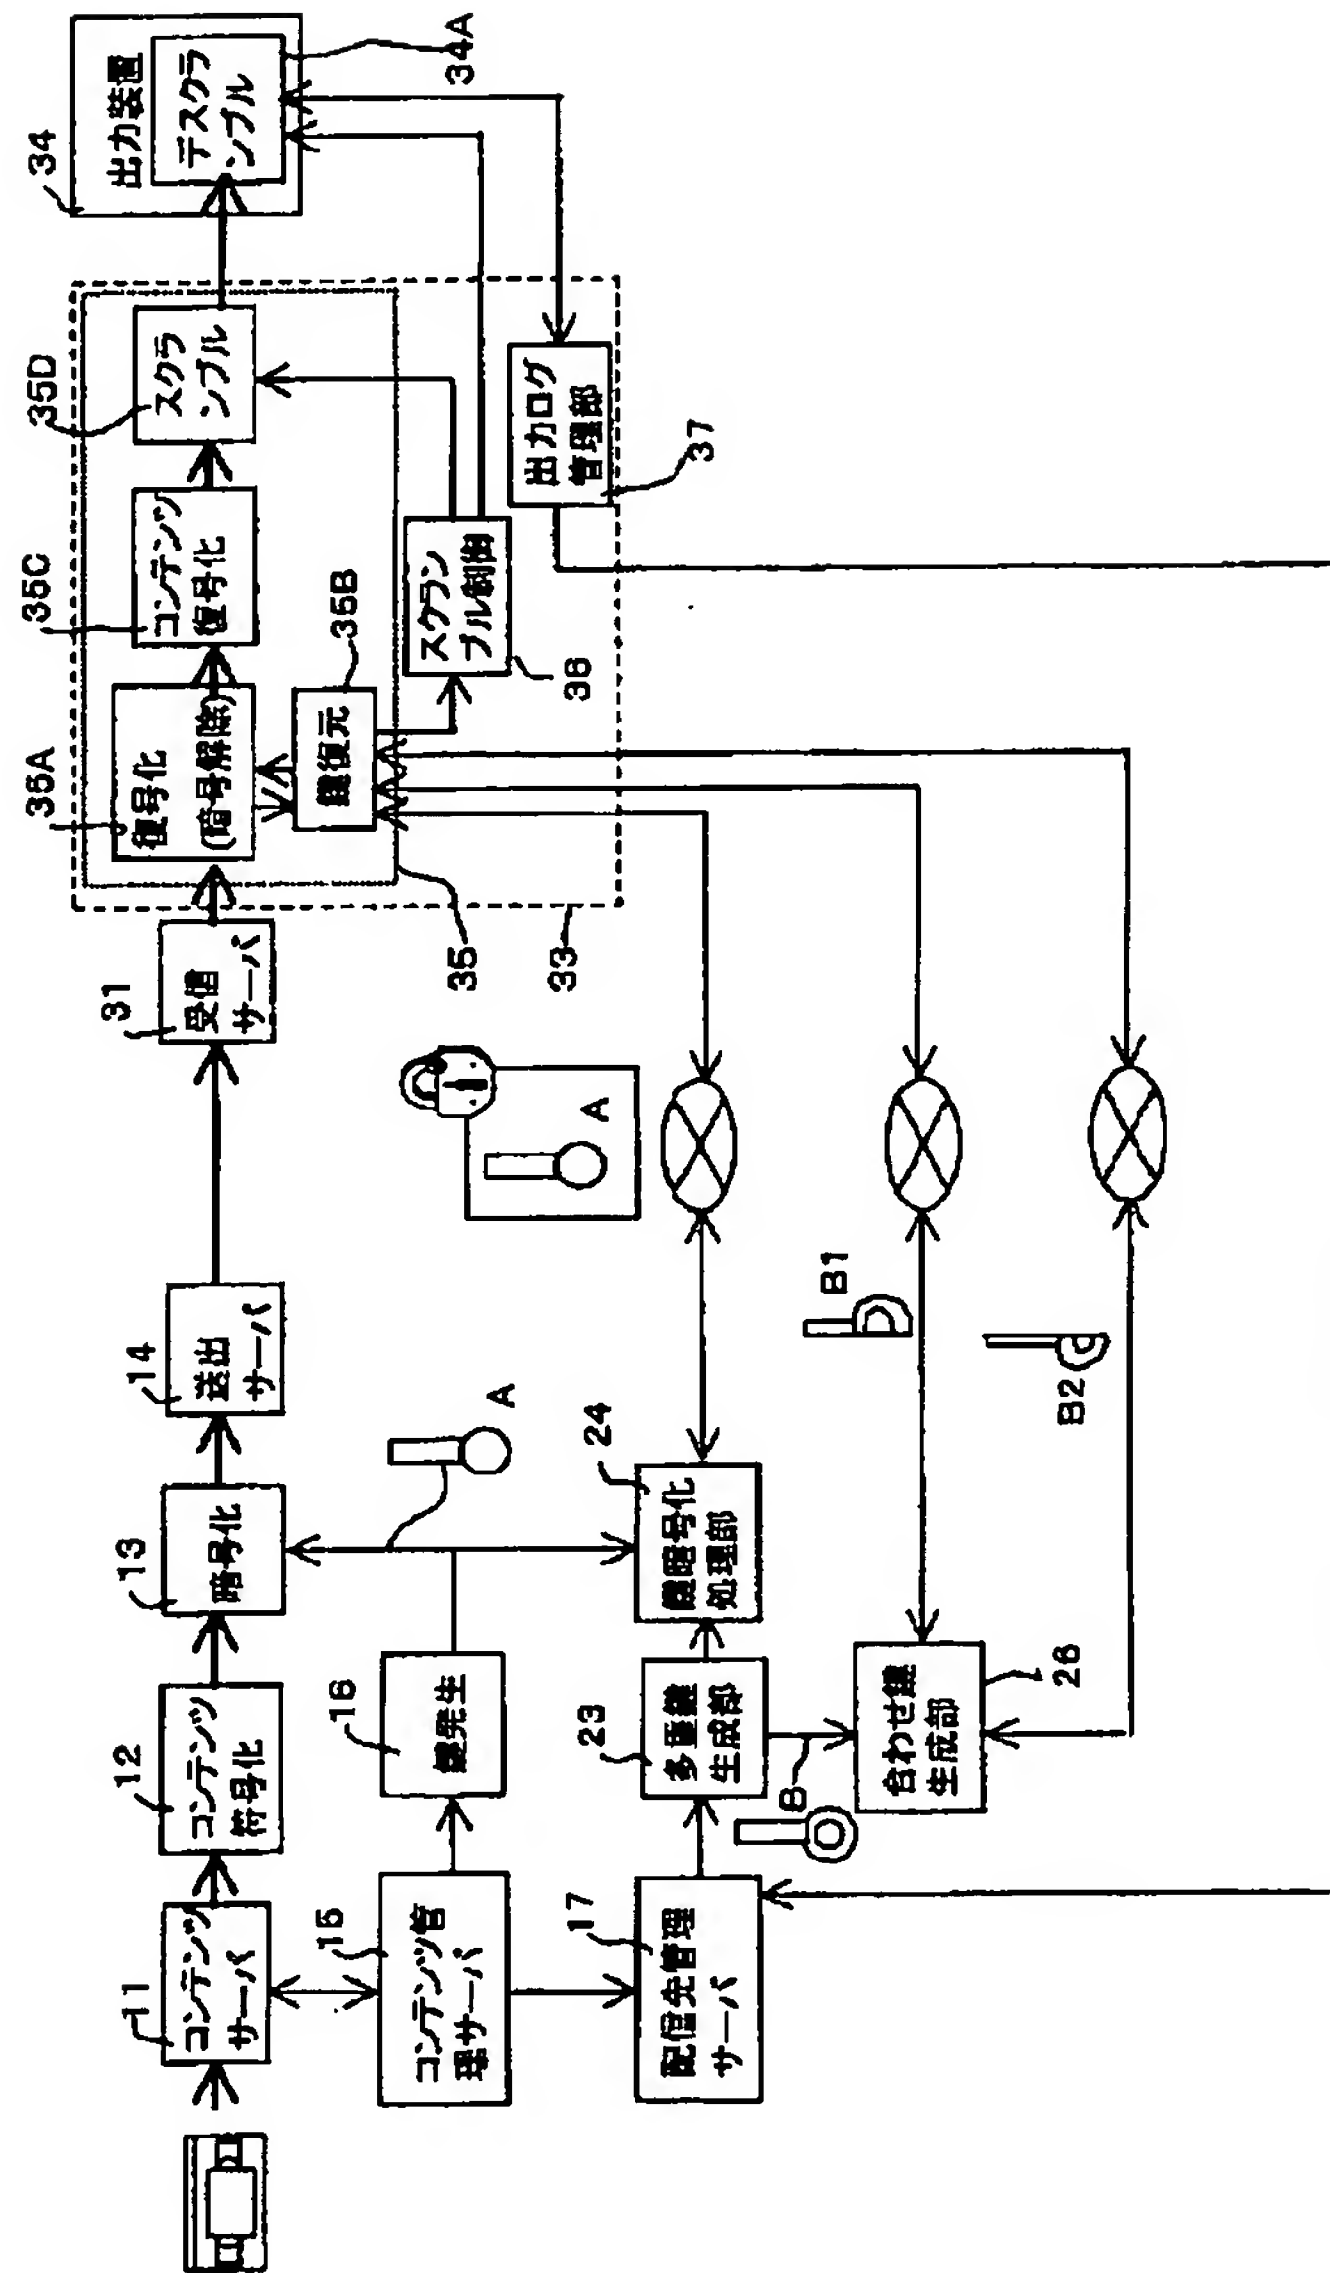 11
コンテンツ
サーバ
12
コンテンツ
符号化
13
暗号化
14
送出
サーバ
31
受信
サーバ
35A
復号化
(暗号解除)
35C
コンテンツ
復号化
35D
スクラ
ンブル
34
出力装置
デスクラ
ンブル
34A
15
コンテンツ管
理サーバ
16
鍵発生
A
A
35
33
35B
鍵復元
スクラン
ブル制御
36
出力ログ
管理部
37
17
配信先管理
サーバ
23
多重鍵
生成部
24
鍵暗号化
処理部
B
合わせ鍵
生成部
26
B1
B2